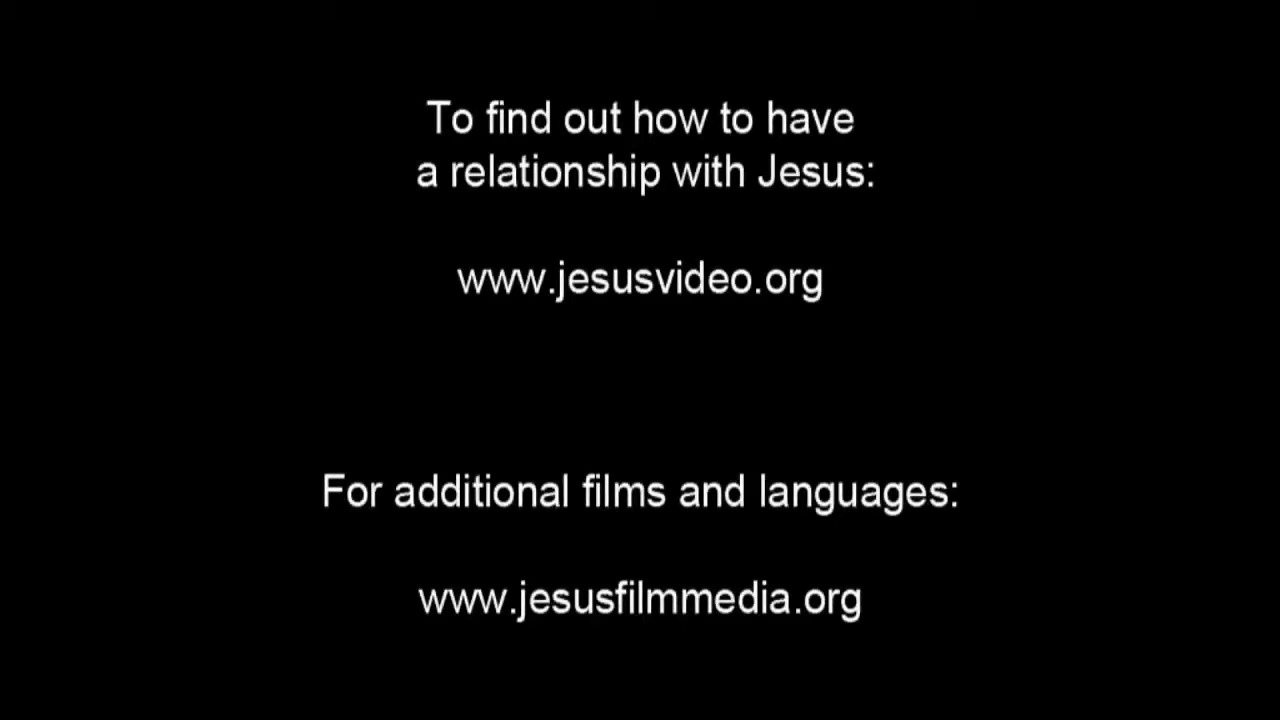 To find out how to have
a relationship with Jesus:
www.jesusvideo.org
For additional films and languages:
www.jesusfilmmedia.org